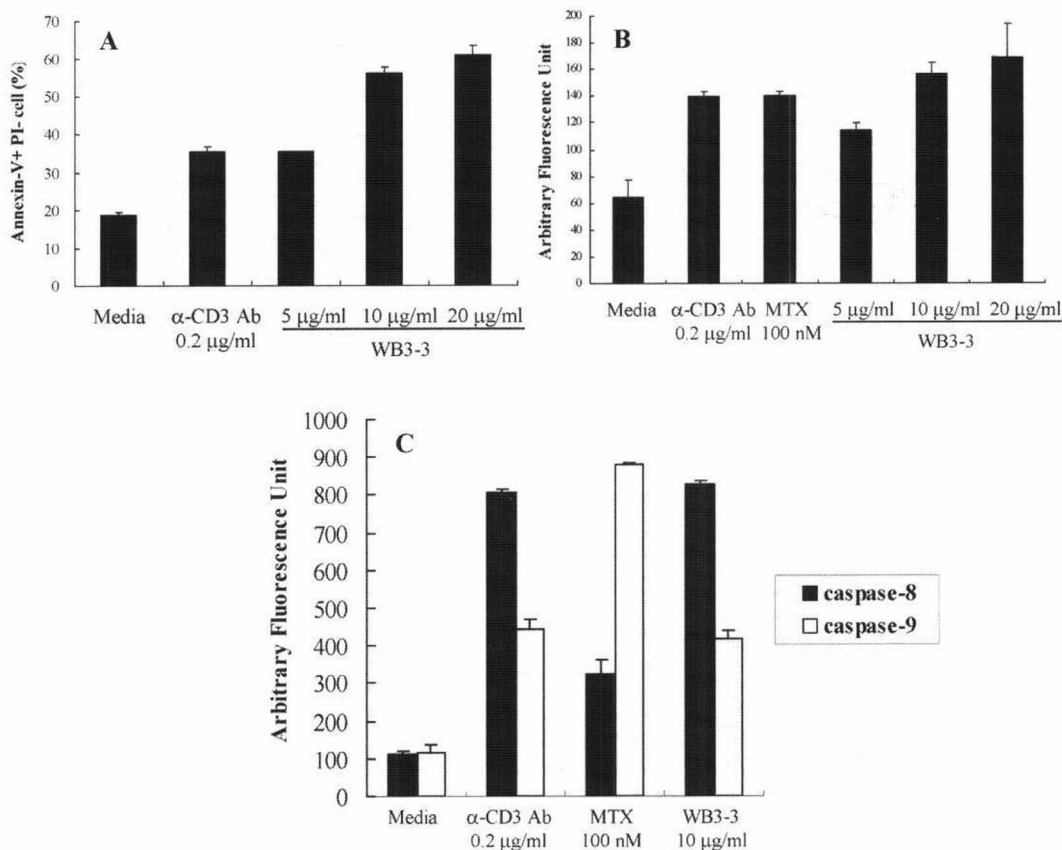 A
Annexin-V+ PI- cell (%)
70
60
50
40
30
20
10
0
Media
α-CD3 Ab
0.2 µg/ml
5 µg/ml
10 µg/ml
20 µg/ml
WB3-3
B
Arbitrary Fluorescence Unit
200
180
160
140
120
100
80
60
40
20
0
Media
α-CD3 Ab
0.2 µg/ml
MTX
100 nM
5 µg/ml
10 µg/ml
20 µg/ml
WB3-3
C
Arbitrary Fluorescence Unit
1000
900
800
700
600
500
400
300
200
100
0
Media
α-CD3 Ab
0.2 µg/ml
MTX
100 nM
WB3-3
10 µg/ml
caspase-8
caspase-9